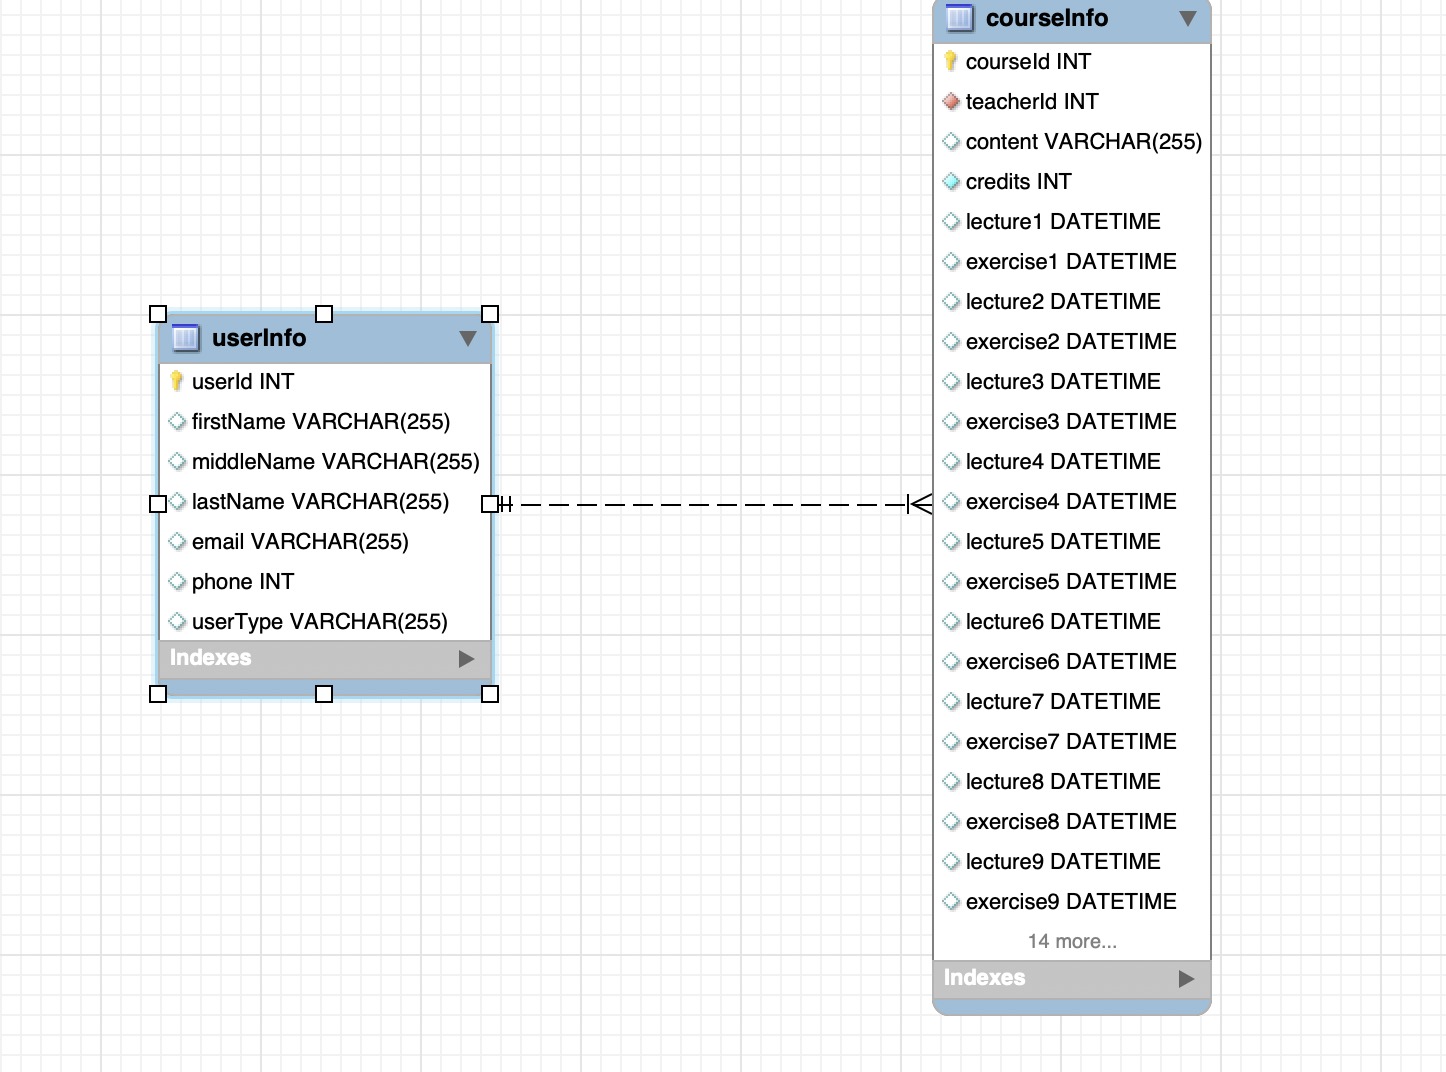 courseInfo
courseId INT
teacherId INT
content VARCHAR(255)
credits INT
lecture1 DATETIME
exercise1 DATETIME
lecture2 DATETIME
exercise2 DATETIME
lecture3 DATETIME
exercise3 DATETIME
lecture4 DATETIME
exercise4 DATETIME
lecture5 DATETIME
exercise5 DATETIME
lecture6 DATETIME
exercise6 DATETIME
lecture7 DATETIME
exercise7 DATETIME
lecture8 DATETIME
exercise8 DATETIME
lecture9 DATETIME
exercise9 DATETIME
14 more...
Indexes
userInfo
userId INT
firstName VARCHAR(255)
middleName VARCHAR(255)
lastName VARCHAR(255)
email VARCHAR(255)
phone INT
userType VARCHAR(255)
Indexes